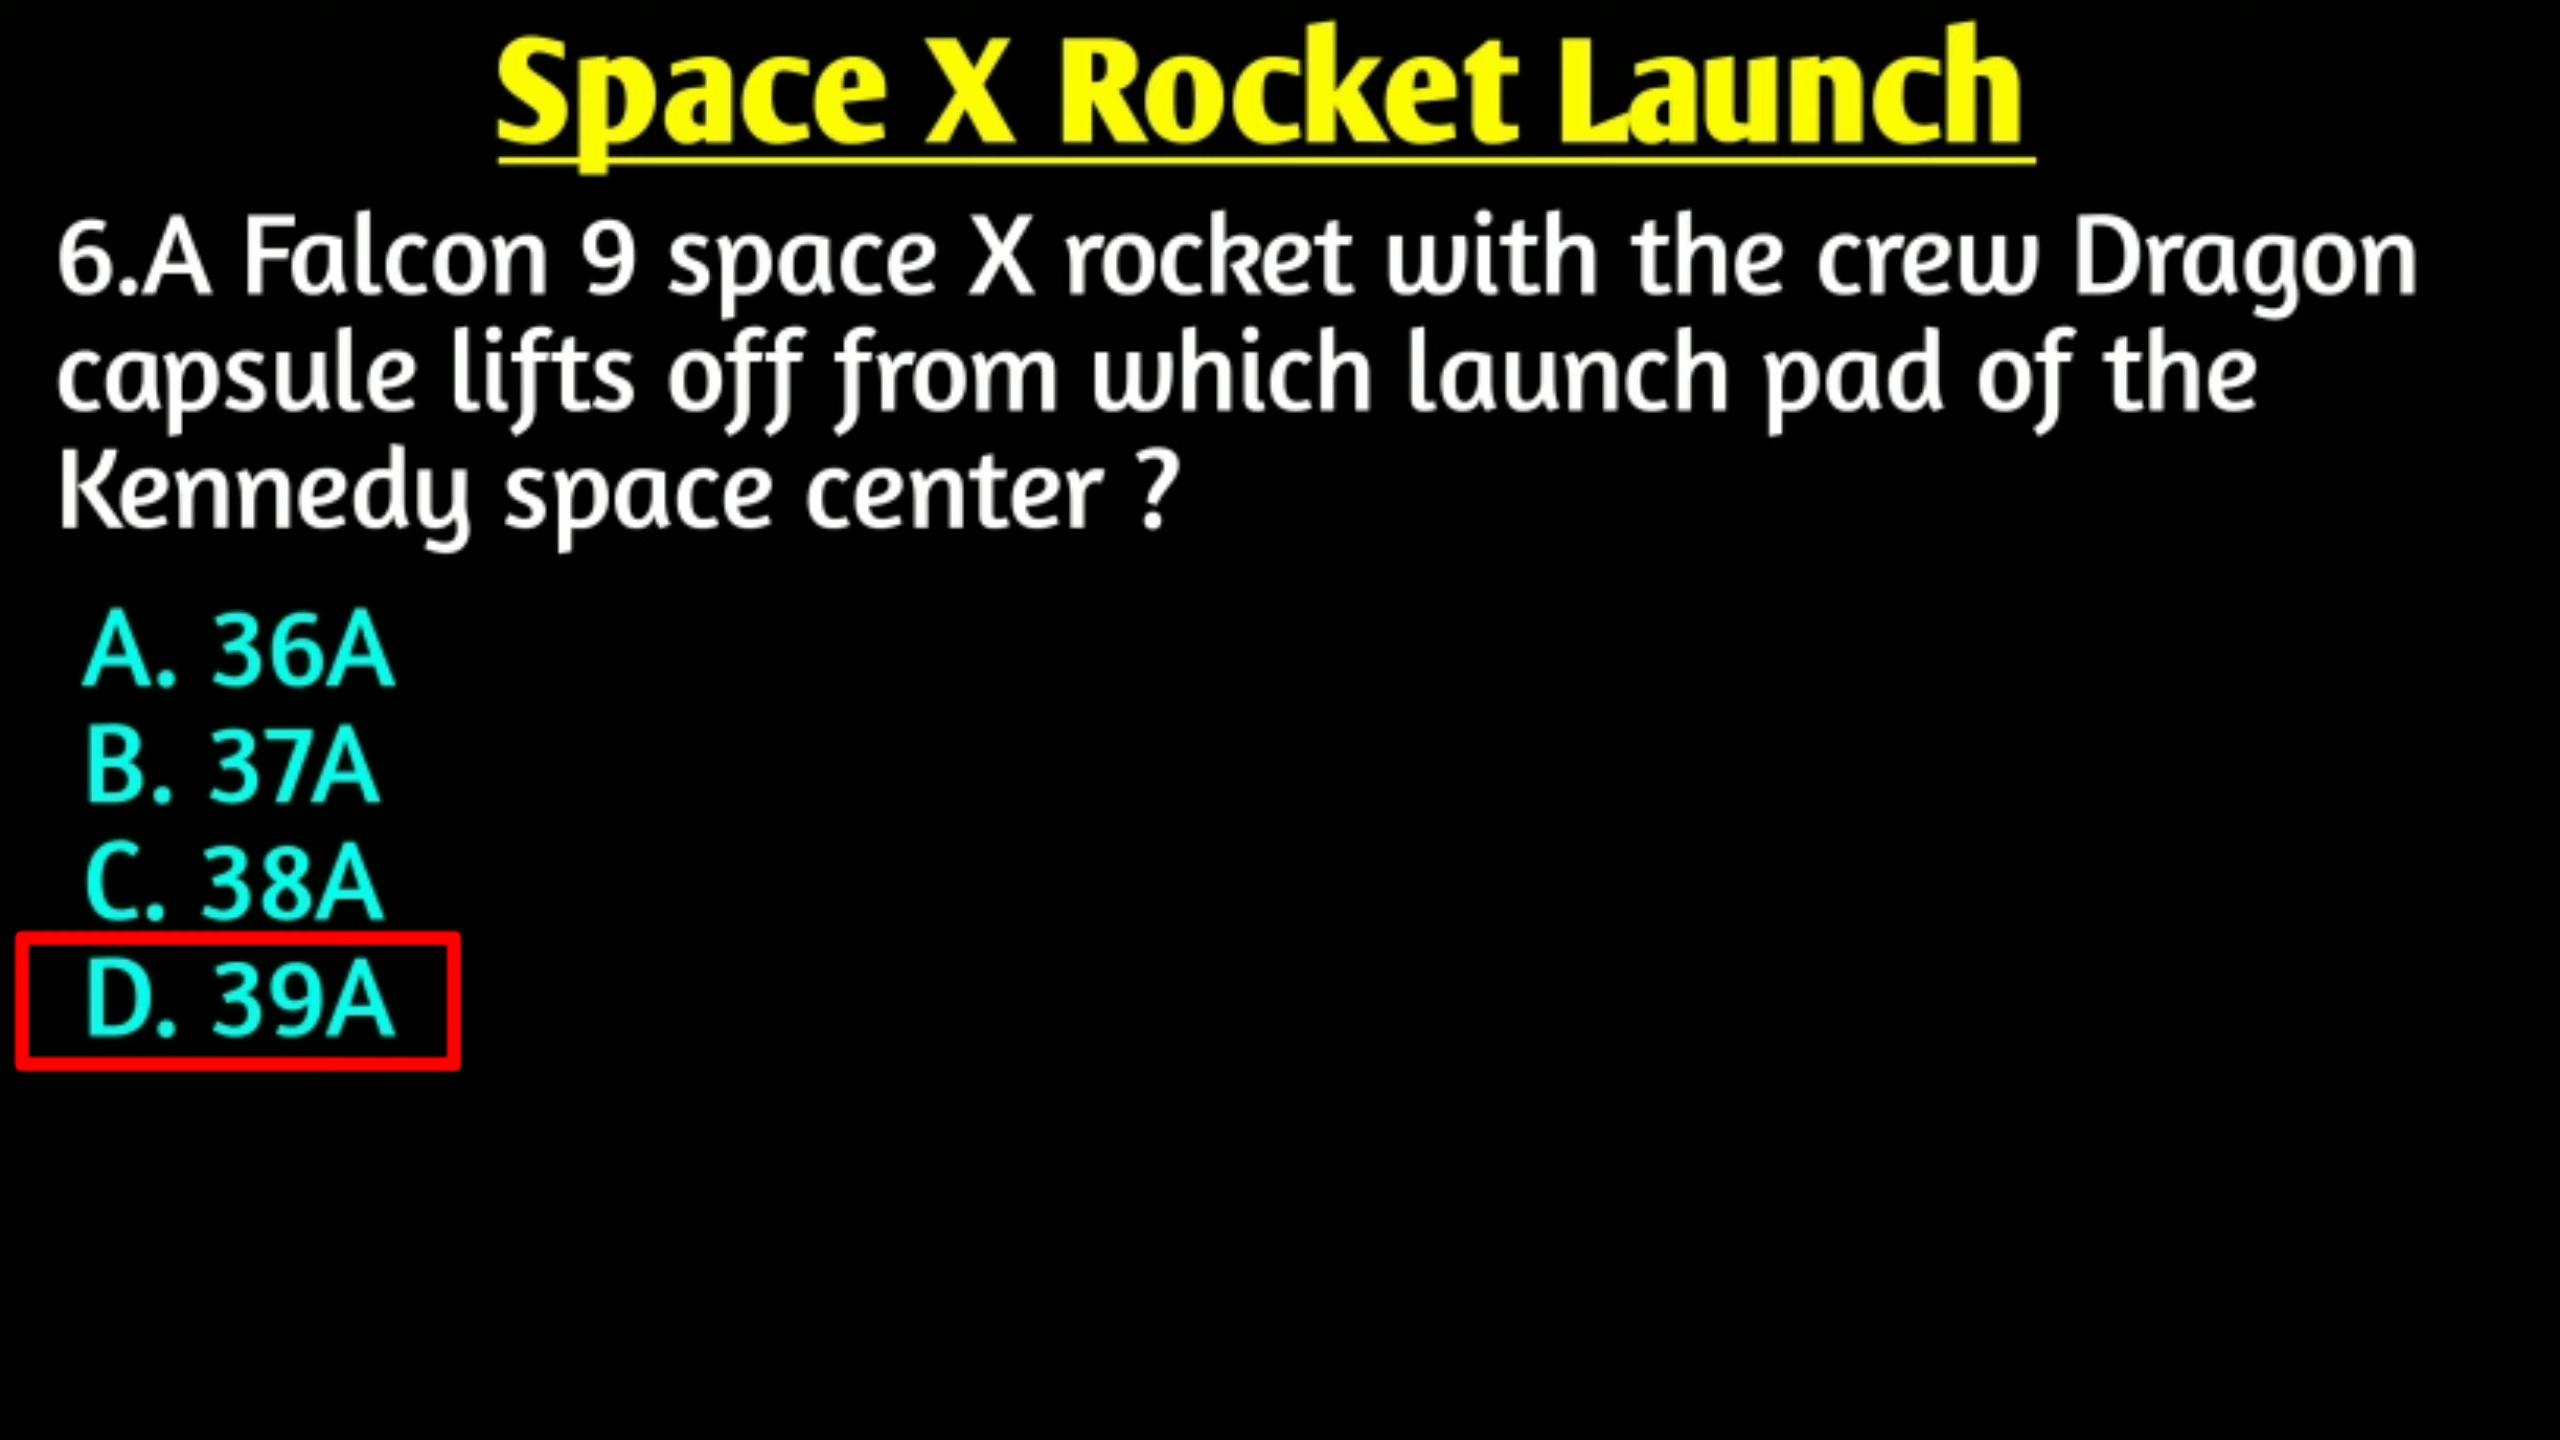 Space X Rocket Launch
6.A Falcon 9 space X rocket with the crew Dragon
capsule lifts off from which launch pad of the
Kennedy space center ?
A. 36A
B. 37A
C. 38A
D. 39A